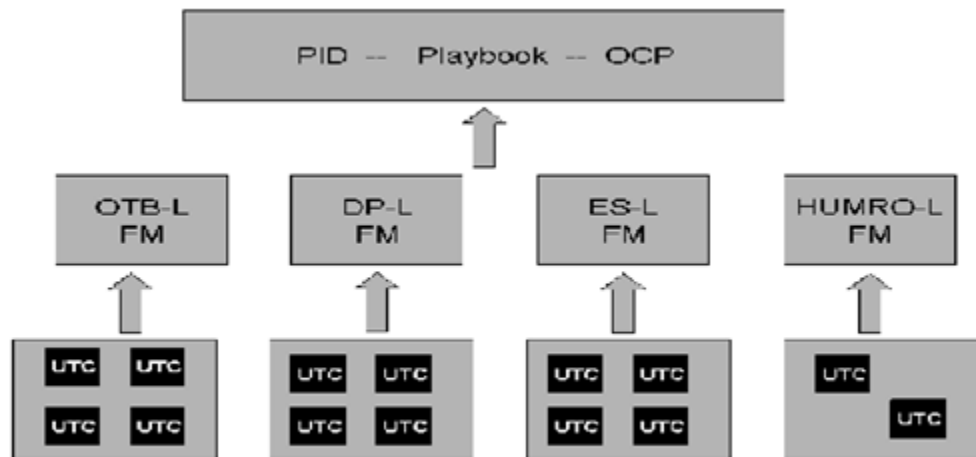 PID -- Playbook -- OCP
OTB-L
FM
DP-L
FM
ES-L
FM
HUMRO-L
FM
UTC UTC
UTC UTC
UTC UTC
UTC UTC
UTC UTC
UTC UTC
UTC
UTC